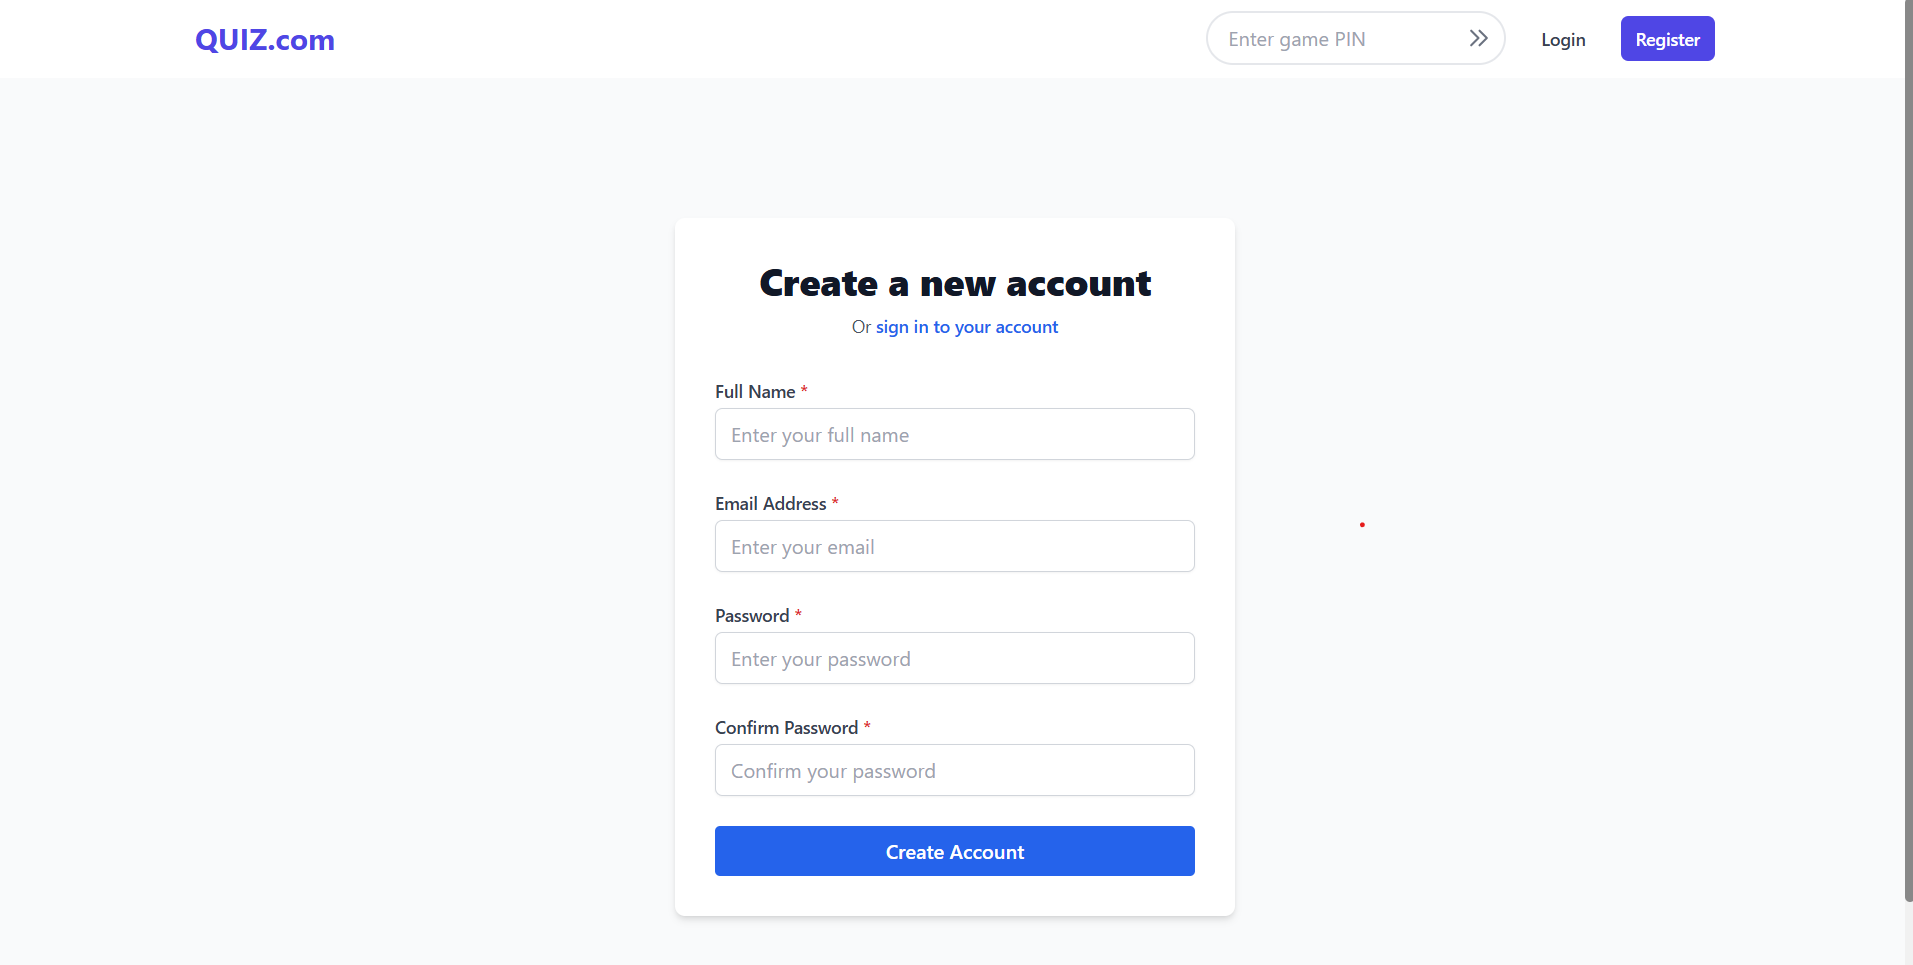 QUIZ.com
Enter game PIN
Login
Register
Create a new account
Or sign in to your account
Full Name *
Enter your full name
Email Address *
Enter your email
Password *
Enter your password
Confirm Password *
Confirm your password
Create Account